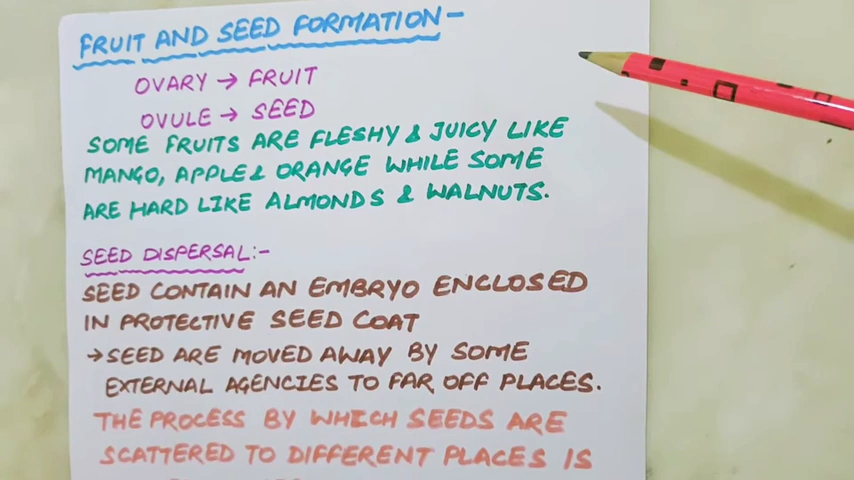 FRUIT AND SEED FORMATION-
OVARY → FRUIT
OVULE → SEED
SOME FRUITS ARE FLESHY & JUICY LIKE
MANGO, APPLE & ORANGE WHILE SOME
ARE HARD LIKE ALMONDS & WALNUTS.
SEED DISPERSAL:-
SEED CONTAIN AN EMBRYO ENCLOSED
IN PROTECTIVE SEED COAT
→ SEED ARE MOVED AWAY BY SOME
EXTERNAL AGENCIES TO FAR OFF PLACES.
THE PROCESS BY WHICH SEEDS ARE
SCATTERED TO DIFFERENT PLACES IS